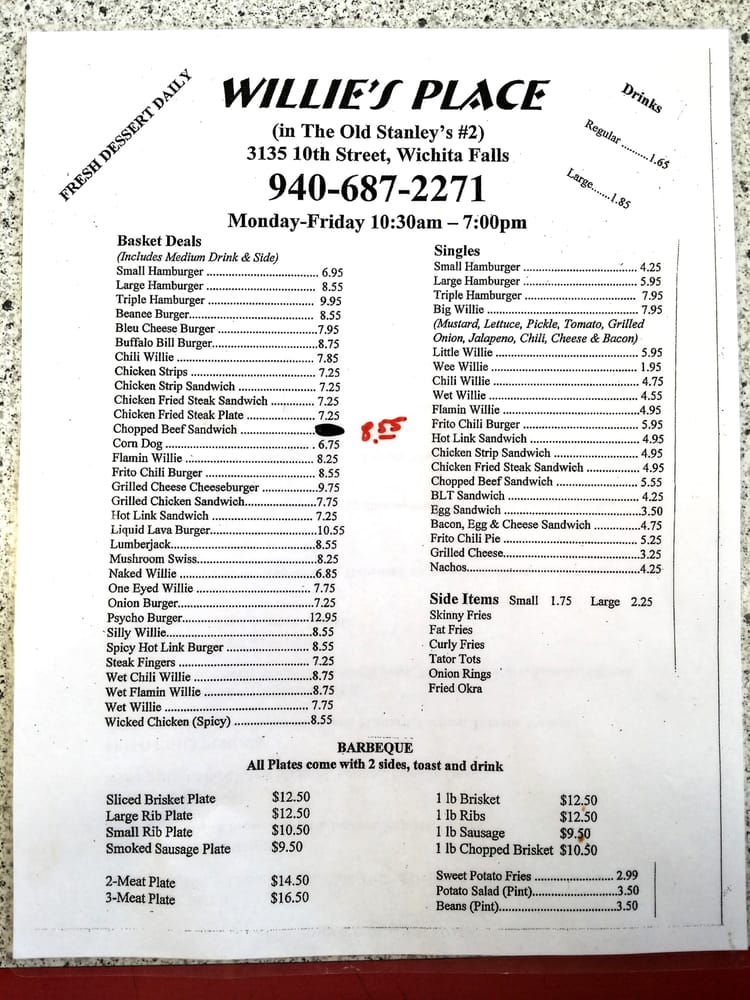 FRESH DESSERT DAILY
WILLIE'S PLACE
(in The Old Stanley's #2)
3135 10th Street, Wichita Falls
940-687-2271
Monday-Friday 10:30am – 7:00pm
Drinks
Regular ..........1.65
Large.......1.85
Basket Deals
(Includes Medium Drink & Side)
Small Hamburger .......................... 6.95
Large Hamburger .......................... 8.55
Triple Hamburger .......................... 9.95
Beanee Burger.............................. 8.55
Bleu Cheese Burger ........................7.95
Buffalo Bill Burger..........................8.75
Chili Willie .................................. 7.85
Chicken Strips .............................. 7.25
Chicken Strip Sandwich .................... 7.25
Chicken Fried Steak Sandwich ............ 7.25
Chicken Fried Steak Plate ................. 7.25
Chopped Beef Sandwich .................. 8.55
Corn Dog .................................... 6.75
Flamin Willie ................................ 8.25
Frito Chili Burger ........................... 8.55
Grilled Cheese Cheeseburger .............9.75
Grilled Chicken Sandwich..................7.75
Hot Link Sandwich ......................... 7.25
Liquid Lava Burger..........................10.55
Lumberjack...................................8.55
Mushroom Swiss.............................8.25
Naked Willie .................................6.85
One Eyed Willie ............................. 7.75
Onion Burger.................................7.25
Psycho Burger................................12.95
Silly Willie....................................8.55
Spicy Hot Link Burger ..................... 8.55
Steak Fingers ................................ 7.25
Wet Chili Willie..............................8.75
Wet Flamin Willie ...........................8.75
Wet Willie .................................... 7.75
Wicked Chicken (Spicy) ....................8.55
Singles
Small Hamburger ............................ 4.25
Large Hamburger ............................ 5.95
Triple Hamburger ........................... 7.95
Big Willie ..................................... 7.95
(Mustard, Lettuce, Pickle, Tomato, Grilled
Onion, Jalapeno, Chili, Cheese & Bacon)
Little Willie ................................... 5.95
Wee Willie .................................... 1.95
Chili Willie .................................... 4.75
Wet Willie ..................................... 4.55
Flamin Willie .................................4.95
Frito Chili Burger ............................ 5.95
Hot Link Sandwich .......................... 4.95
Chicken Strip Sandwich .................... 4.95
Chicken Fried Steak Sandwich ............. 4.95
Chopped Beef Sandwich .................... 5.55
BLT Sandwich ................................ 4.25
Egg Sandwich .................................3.50
Bacon, Egg & Cheese Sandwich ............4.75
Frito Chili Pie ................................. 5.25
Grilled Cheese.................................3.25
Nachos..........................................4.25
Side Items Small 1.75 Large 2.25
Skinny Fries
Fat Fries
Curly Fries
Tator Tots
Onion Rings
Fried Okra
BARBEQUE
All Plates come with 2 sides, toast and drink
Sliced Brisket Plate $12.50
Large Rib Plate $12.50
Small Rib Plate $10.50
Smoked Sausage Plate $9.50
2-Meat Plate $14.50
3-Meat Plate $16.50
1 lb Brisket $12.50
1 lb Ribs $12.50
1 lb Sausage $9.50
1 lb Chopped Brisket $10.50
Sweet Potato Fries ...................... 2.99
Potato Salad (Pint).......................3.50
Beans (Pint)...............................3.50